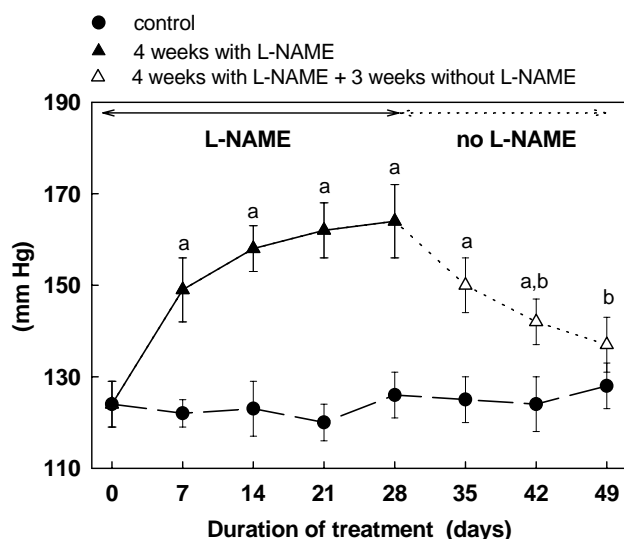 control
4 weeks with L-NAME
4 weeks with L-NAME + 3 weeks without L-NAME
190
L-NAME
no L-NAME
170
a
a
a
a
a
150
a,b
b
130
110
(mm Hg)
0 7 14 21 28 35 42 49
Duration of treatment (days)